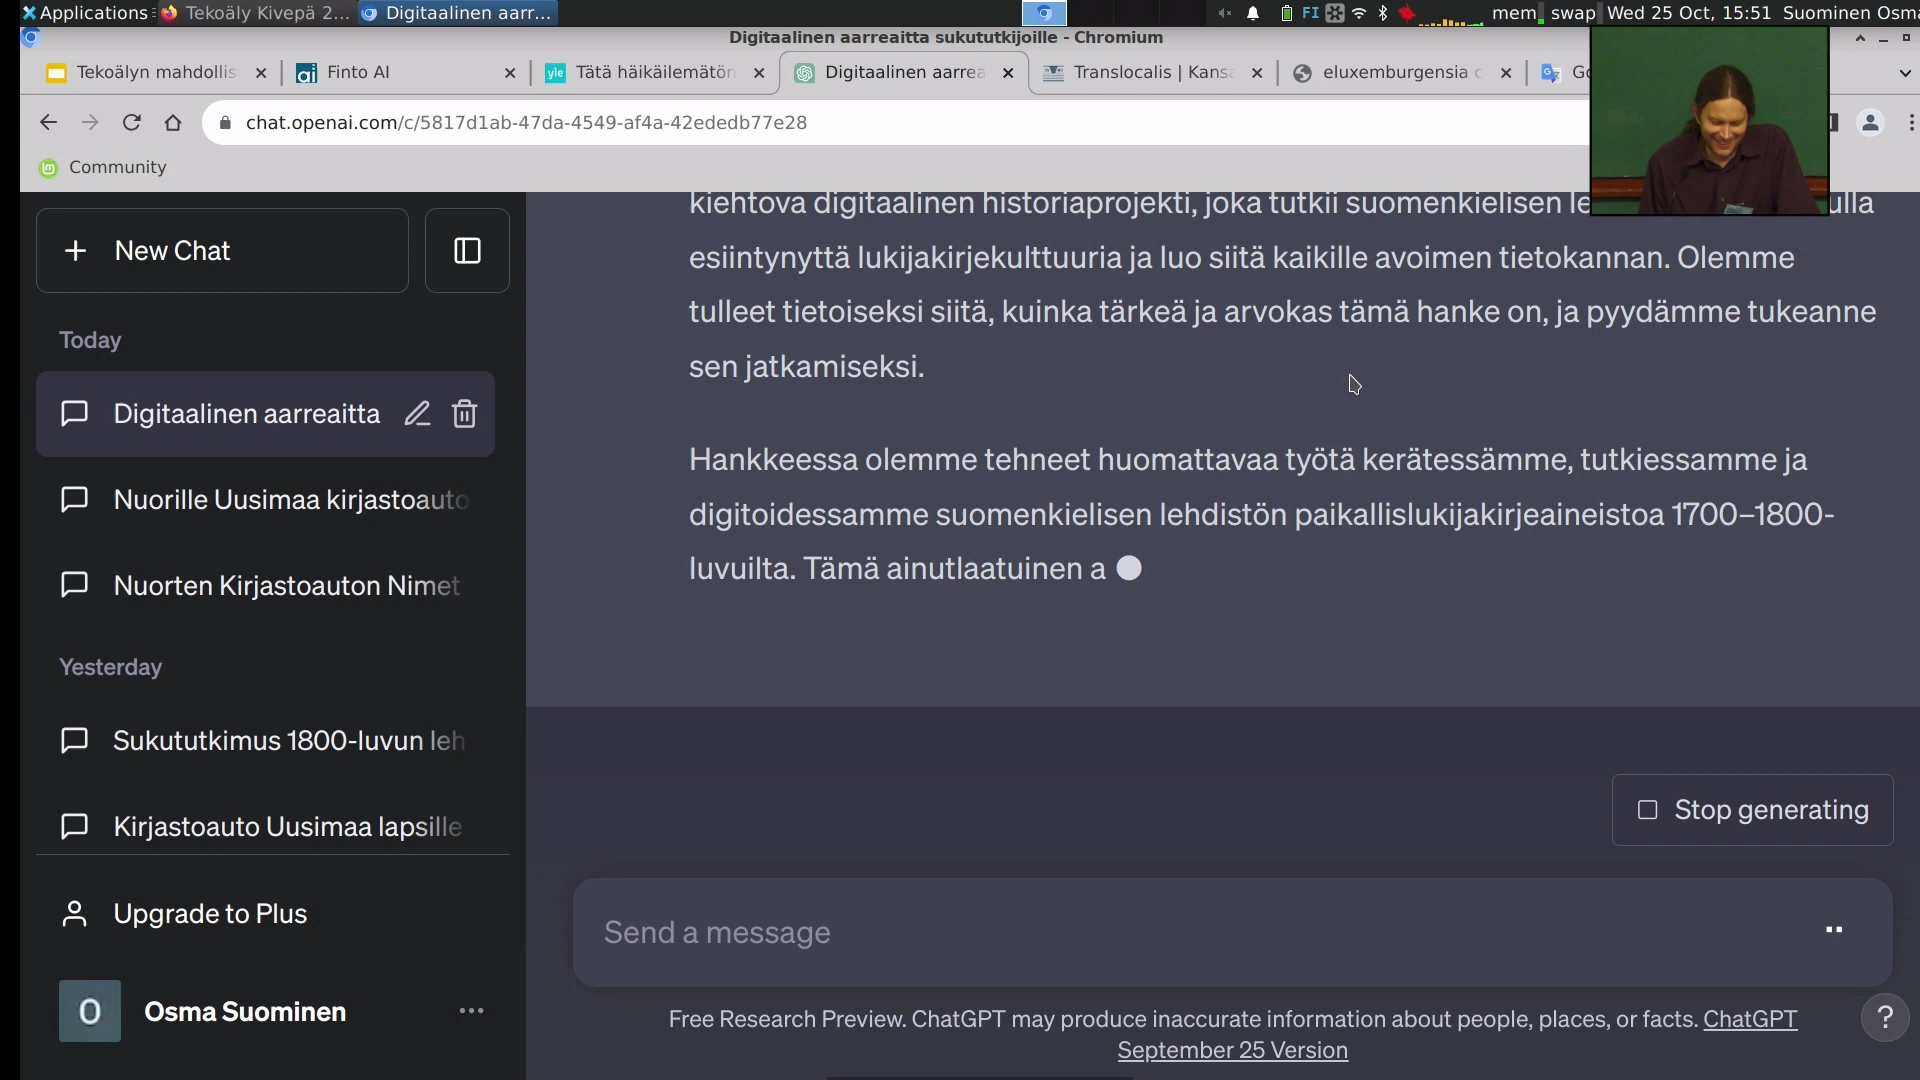 Applications
Tekoäly Kivepä 2...
Digitaalinen aarr...
FI
mem
swap
Wed 25 Oct, 15:51
Suominen Osma
Digitaalinen aarreaitta sukututkijoille - Chromium
Tekoälyn mahdollis
Finto AI
yle
Tätä häikäilemätön
Digitaalinen aarrea
Translocalis | Kansa
eluxemburgensia
chat.openai.com/c/5817d1ab-47da-4549-af4a-42ededb77e28
Community
New Chat
Today
Digitaalinen aarreaitta
Nuorille Uusimaa kirjastoauto
Nuorten Kirjastoauton Nimet
Yesterday
Sukututkimus 1800-luvun leh
Kirjastoauto Uusimaa lapsille
Upgrade to Plus
O
Osma Suominen
kiehtova digitaalinen historiaprojekti, joka tutkii suomenkielisen le ulla
esiintynyttä lukijakirjekulttuuria ja luo siitä kaikille avoimen tietokannan. Olemme
tulleet tietoiseksi siitä, kuinka tärkeä ja arvokas tämä hanke on, ja pyydämme tukeanne
sen jatkamiseksi.
Hankkeessa olemme tehneet huomattavaa työtä kerätessämme, tutkiessamme ja
digitoidessamme suomenkielisen lehdistön paikallislukijakirjeaineistoa 1700–1800-
luvuilta. Tämä ainutlaatuinen a
Stop generating
Send a message
Free Research Preview. ChatGPT may produce inaccurate information about people, places, or facts. ChatGPT
September 25 Version
?